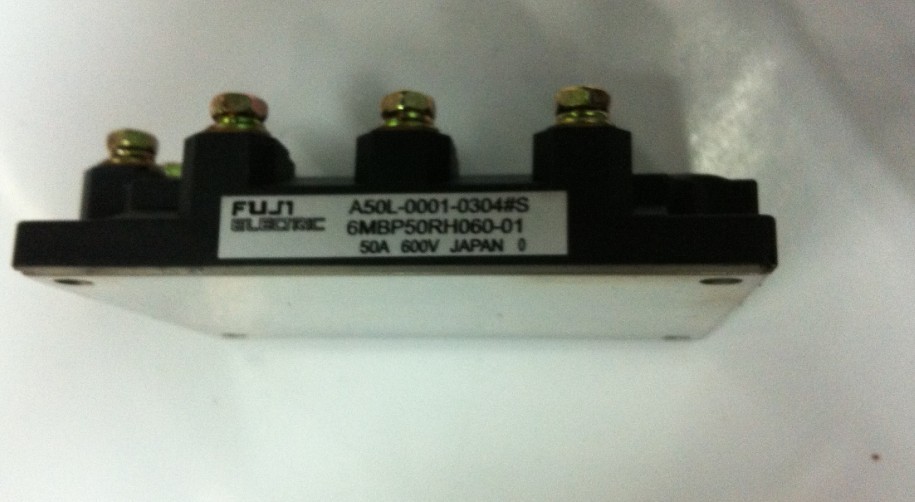 FUJI A50L-0001-0304#S
ELECTRIC 6MBP50RH060-01
50A 600V JAPAN 0